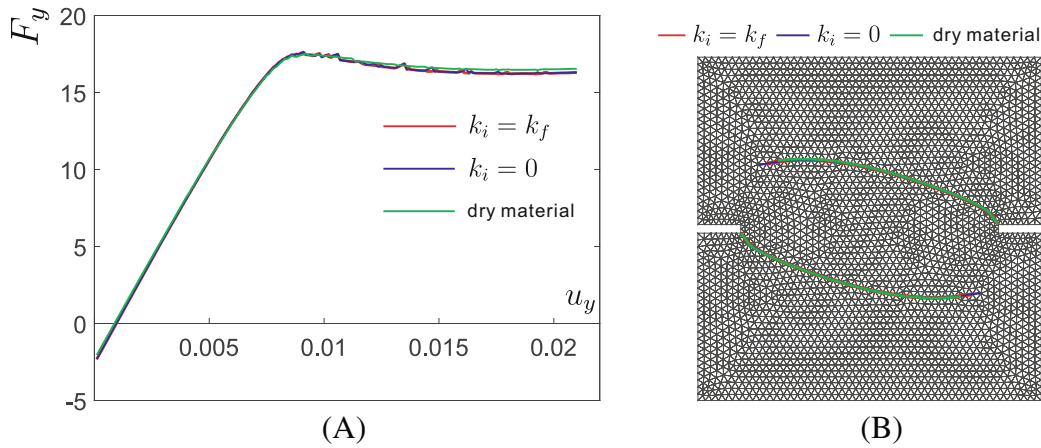 F_y
20
15
10
5
0
-5
0.005
0.01
0.015
0.02
u_y
k_i = k_f
k_i = 0
dry material
(A)
k_i = k_f k_i = 0 dry material
(B)